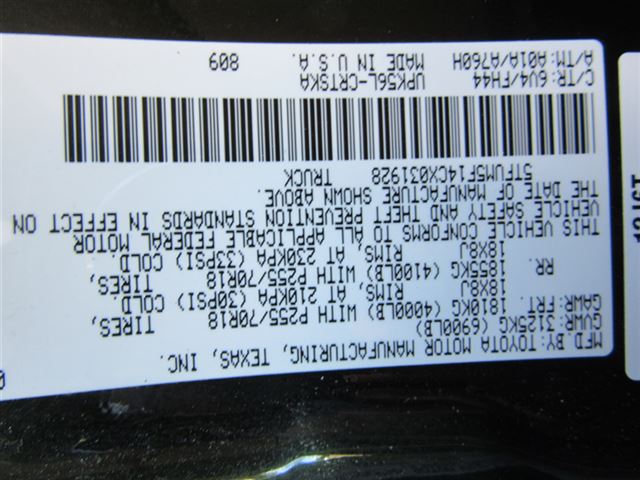 MFD.BY: TOYOTA MOTOR MANUFACTURING, TEXAS, INC.
GVWR: 3125KG (6900LB)
GAWR: FRT. 1810KG (4000LB) WITH P255/70R18 TIRES,
18X8J RIMS, AT 210KPA (30PSI) COLD.
RR. 1855KG (4100LB) WITH P255/70R18 TIRES,
18X8J RIMS, AT 230KPA (33PSI) COLD.
THIS VEHICLE CONFORMS TO ALL APPLICABLE FEDERAL MOTOR
VEHICLE SAFETY AND THEFT PREVENTION STANDARDS IN EFFECT ON
THE DATE OF MANUFACTURE SHOWN ABOVE.
5TFUM5F14CX031928 TRUCK
C/TR: 6V4/FH44 UPK56L-CRTSKA
A/TM: A01A/A760H MADE IN U.S.A. 809